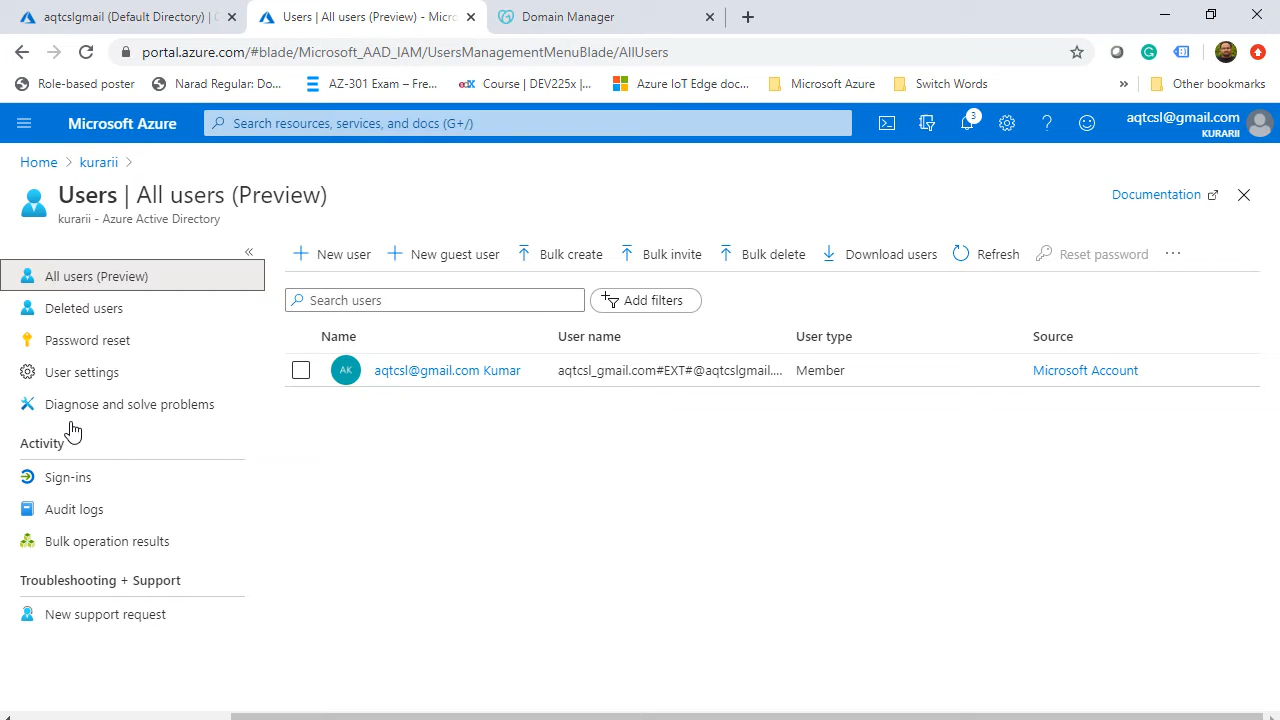 aqtcslgmail (Default Directory) | C
Users | All users (Preview) - Micro
Domain Manager
portal.azure.com/#blade/Microsoft_AAD_IAM/UsersManagementMenuBlade/AllUsers
Role-based poster
Narad Regular: Do...
AZ-301 Exam – Fre...
edX
Course | DEV225x |...
Azure IoT Edge doc...
Microsoft Azure
Switch Words
»
Other bookmarks
Microsoft Azure
Search resources, services, and docs (G+/)
3
aqtcsl@gmail.com
KURARII
Home > kurarii >
Users | All users (Preview)
kurarii - Azure Active Directory
Documentation
«
All users (Preview)
Deleted users
Password reset
User settings
Diagnose and solve problems
Activity
Sign-ins
Audit logs
Bulk operation results
Troubleshooting + Support
New support request
New user
New guest user
Bulk create
Bulk invite
Bulk delete
Download users
Refresh
Reset password
...
Search users
Add filters
Name User name User type Source
AK aqtcsl@gmail.com Kumar aqtcsl_gmail.com#EXT#@aqtcslgmail.... Member Microsoft Account